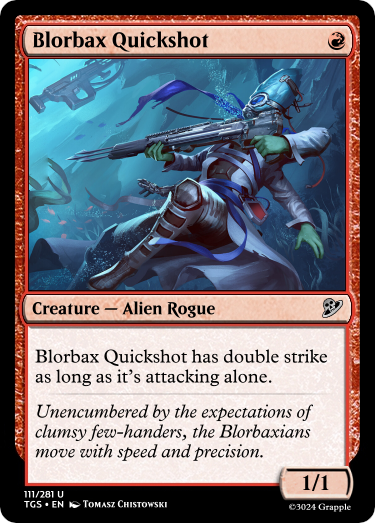 Blorbax Quickshot
Creature — Alien Rogue
Blorbax Quickshot has double strike
as long as it's attacking alone.
Unencumbered by the expectations of
clumsy few-handers, the Blorbaxians
move with speed and precision.
1/1
111/281 U
TGS • EN Tomasz Chistowski
©3024 Grapple